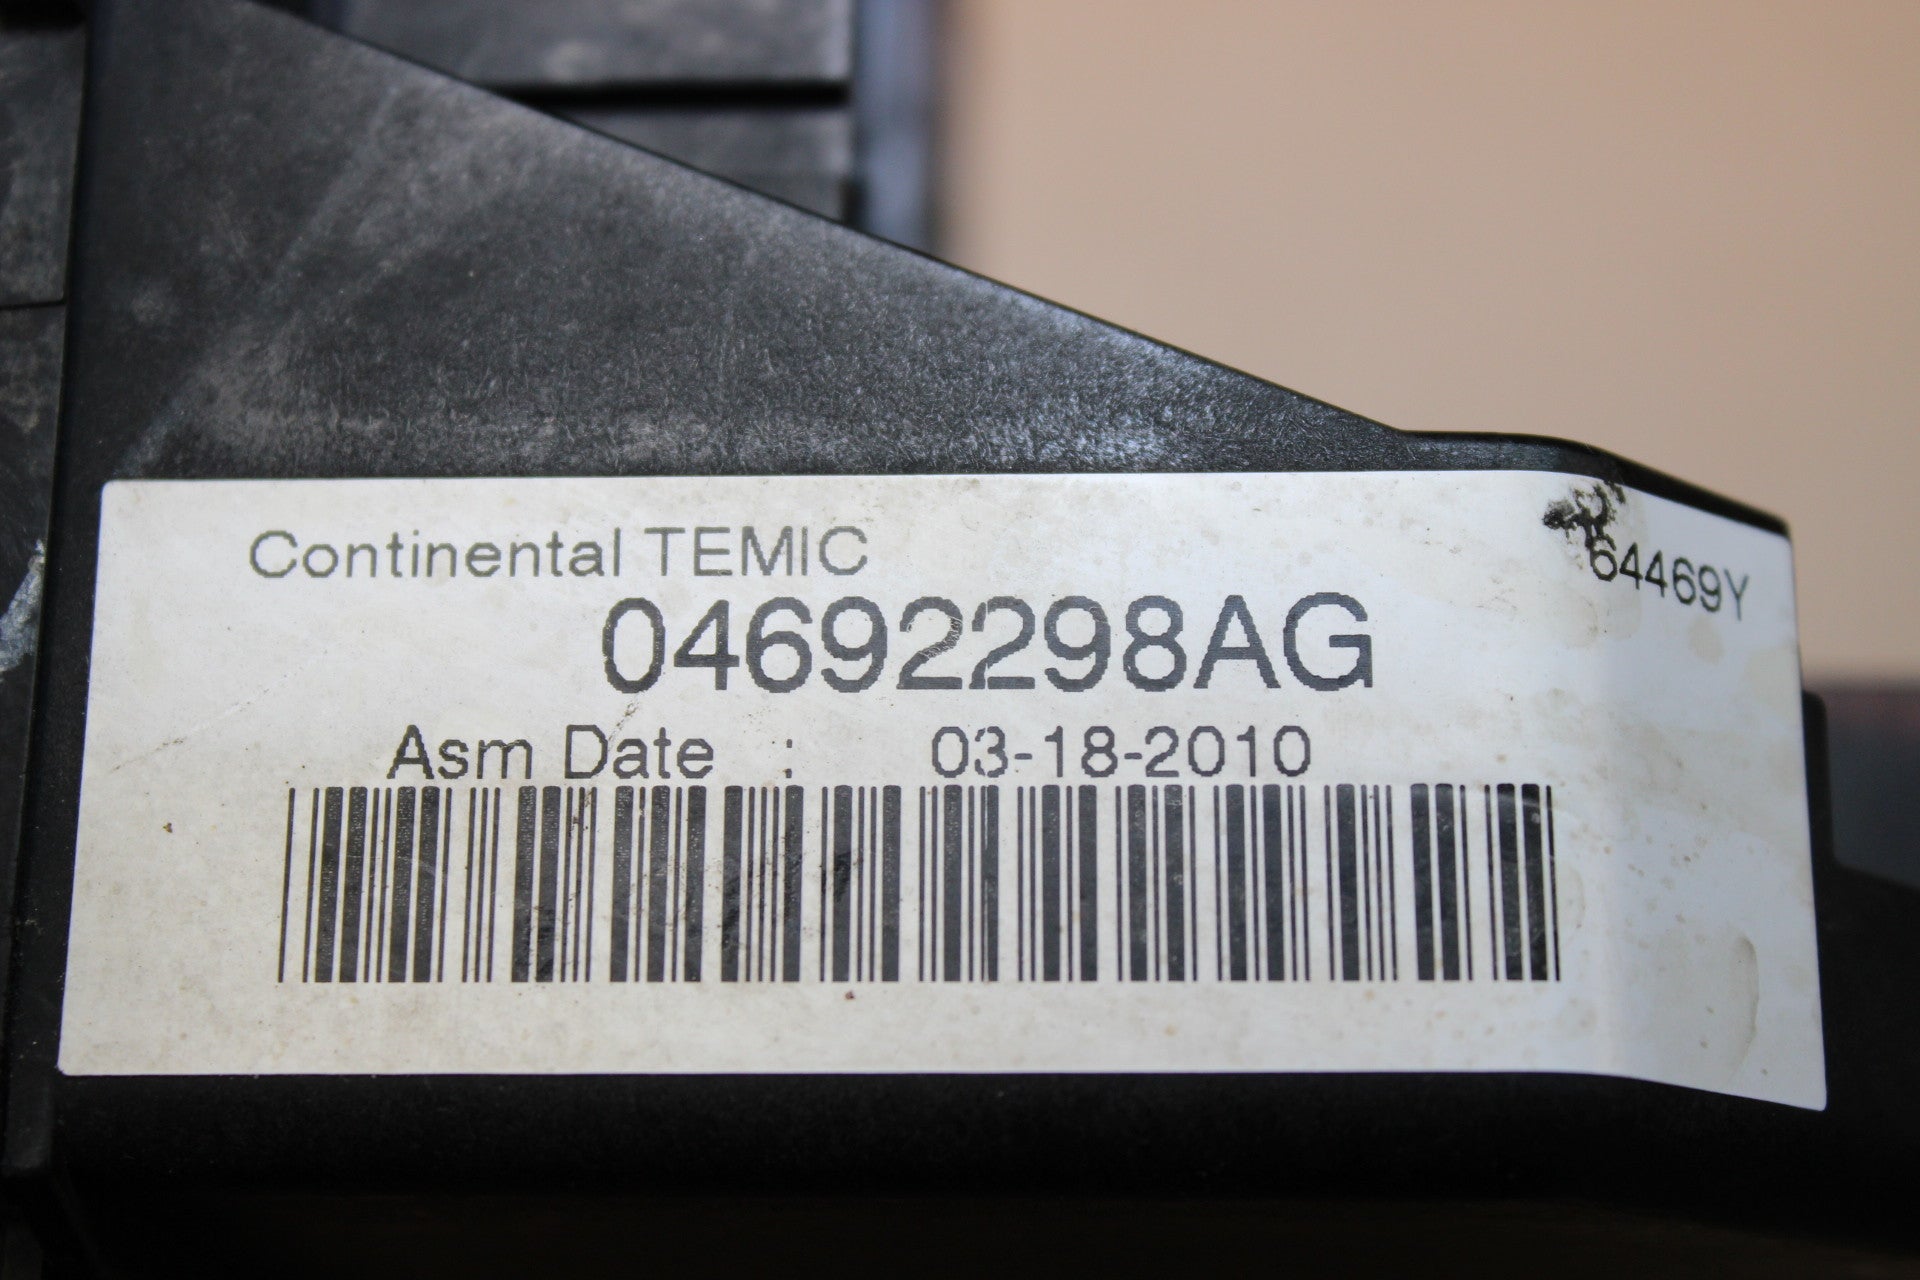 Continental TEMIC
64469Y
04692298AG
Asm Date : 03-18-2010